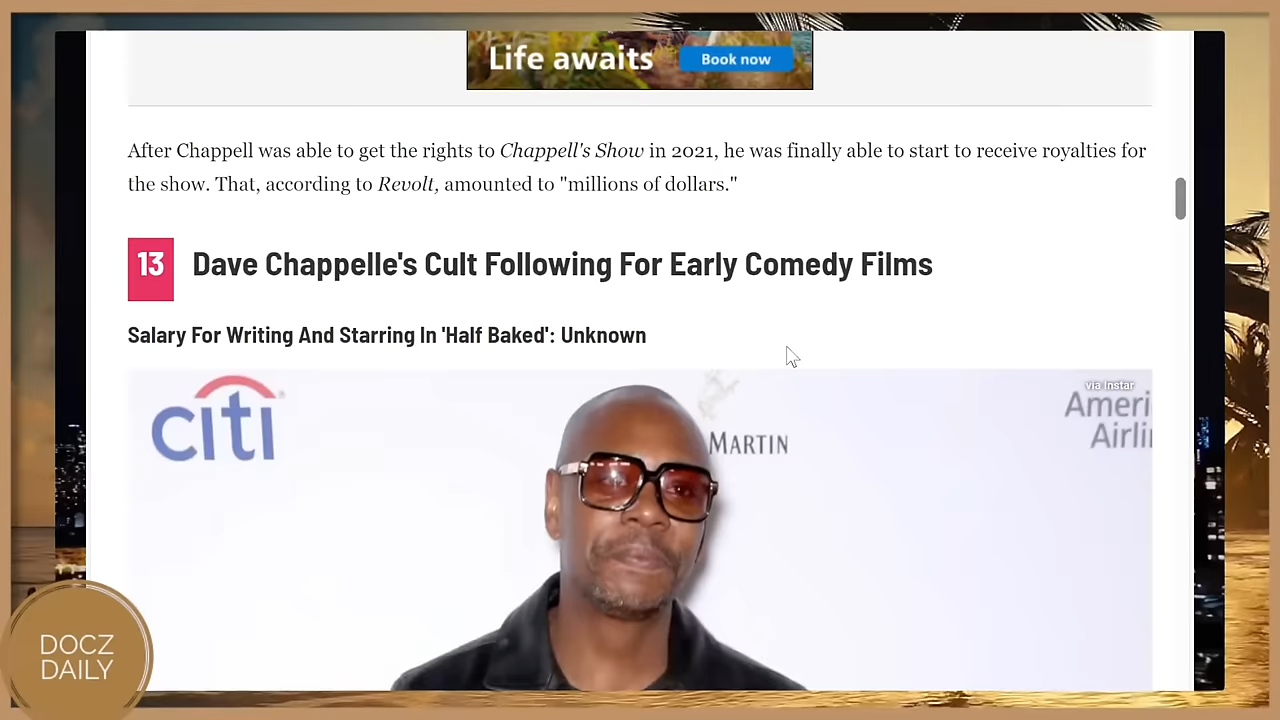 Life awaits
Book now
After Chappell was able to get the rights to Chappell's Show in 2021, he was finally able to start to receive royalties for
the show. That, according to Revolt, amounted to "millions of dollars."
13
Dave Chappelle's Cult Following For Early Comedy Films
Salary For Writing And Starring In 'Half Baked': Unknown
via Instar
citi
MARTIN
Ameri
Airli
DOCZ
DAILY